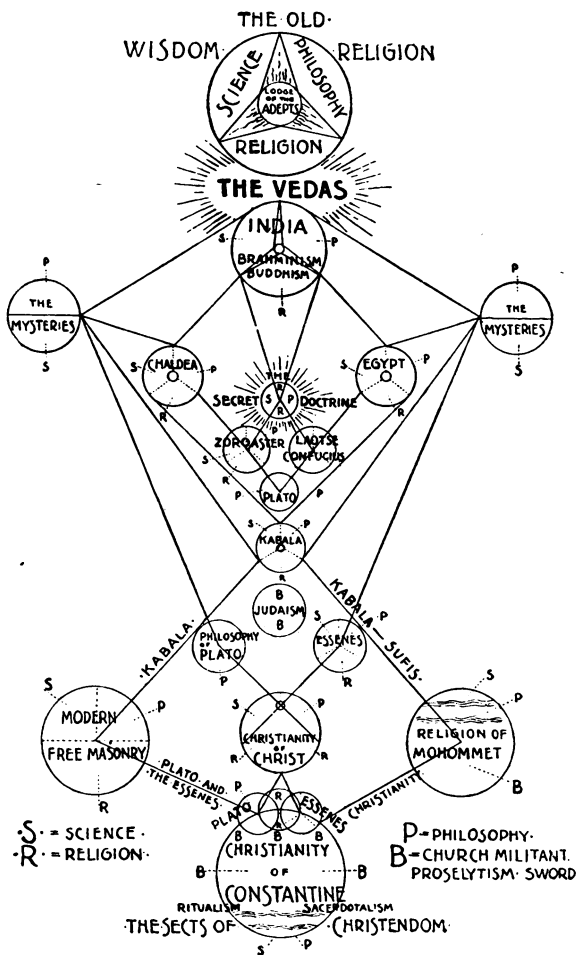 THE OLD
WISDOM RELIGION
SCIENCE PHILOSOPHY
LODGE
OF THE
ADEPTS
RELIGION
THE VEDAS
INDIA
S P
BRAHMINISM
BUDDHISM
R
P P
THE THE
MYSTERIES MYSTERIES
S S
CHALDEA EGYPT
S P S P
R R
THE
SECRET S P DOCTRINE
R
P
ZOROASTER LAOTSE
CONFUCIUS
S
R
P PLATO P
S P
KABALA
R
B
JUDAISM
B
·KABALA· KABALA — SUFIS·
P
PHILOSOPHY
OF
PLATO
P
S
ESSENES
R
S P
MODERN
FREE MASONRY
R
S P
CHRISTIANITY
OF
CHRIST
R R
S
P
RELIGION OF
MOHOMMET
B
PLATO AND
THE ESSENES
CHRISTIANITY
P
PLATO R ESSENES
R
B B B
CHRISTIANITY
B OF B
CONSTANTINE
RITUALISM SACERDOTALISM
·THE SECTS OF CHRISTENDOM·
S P
·S· = SCIENCE·
·R· = RELIGION·
P = PHILOSOPHY·
B = CHURCH MILITANT
PROSELYTISM· SWORD